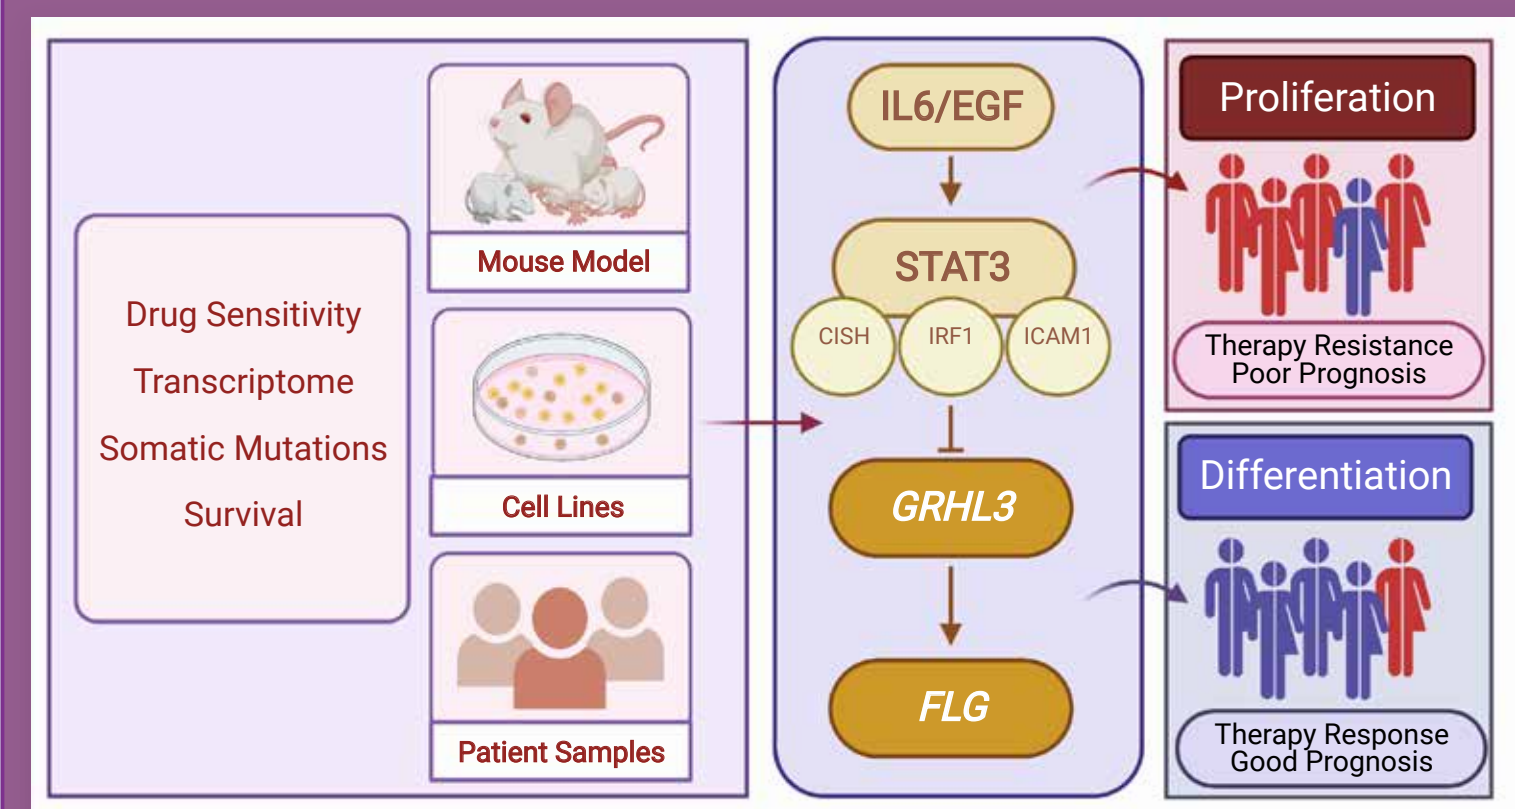 Drug Sensitivity
Transcriptome
Somatic Mutations
Survival
Mouse Model
Cell Lines
Patient Samples
IL6/EGF
STAT3
CISH
IRF1
ICAM1
GRHL3
FLG
Proliferation
Therapy Resistance
Poor Prognosis
Differentiation
Therapy Response
Good Prognosis